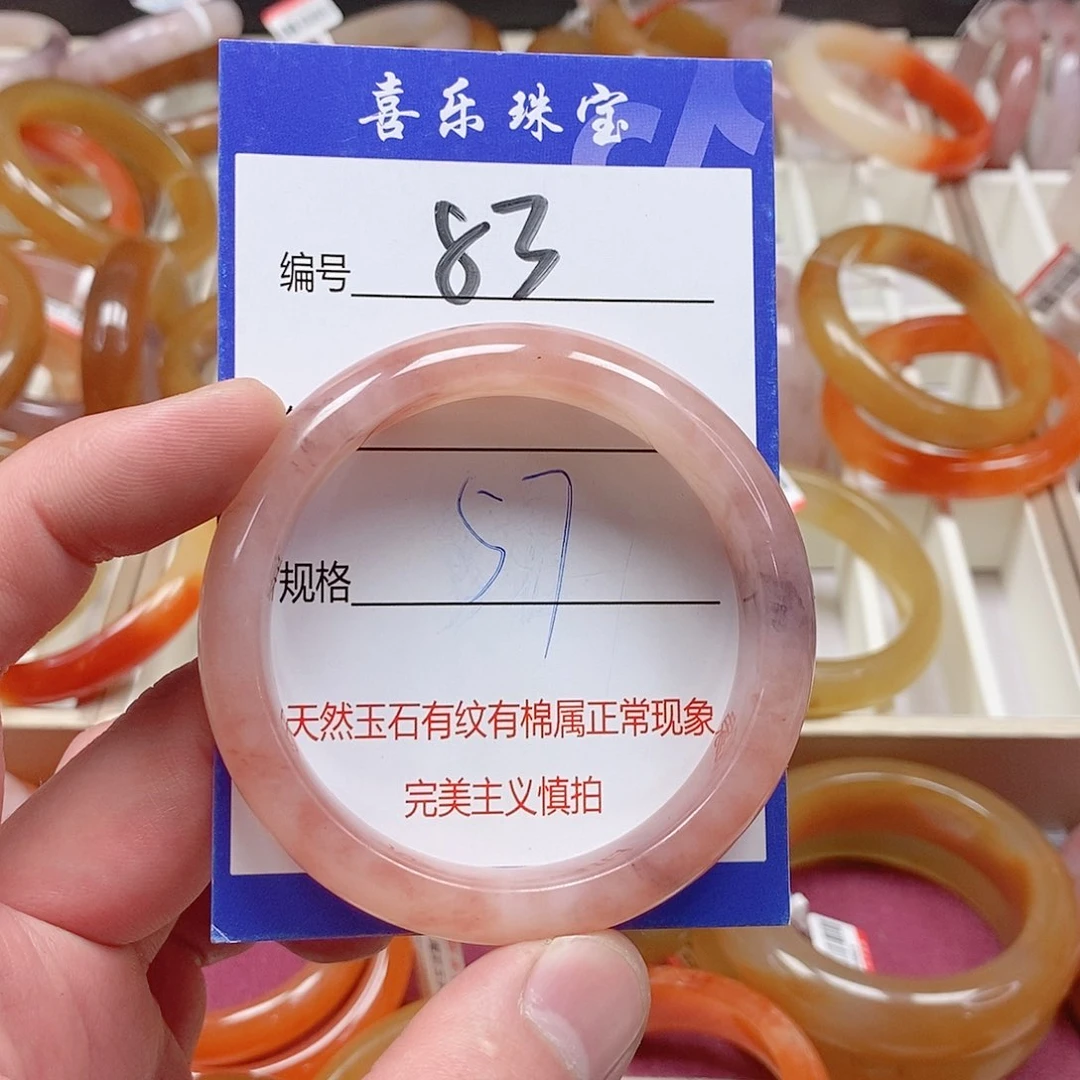 喜乐珠宝
编号 83
规格 57
天然玉石有纹有棉属正常现象
完美主义慎拍